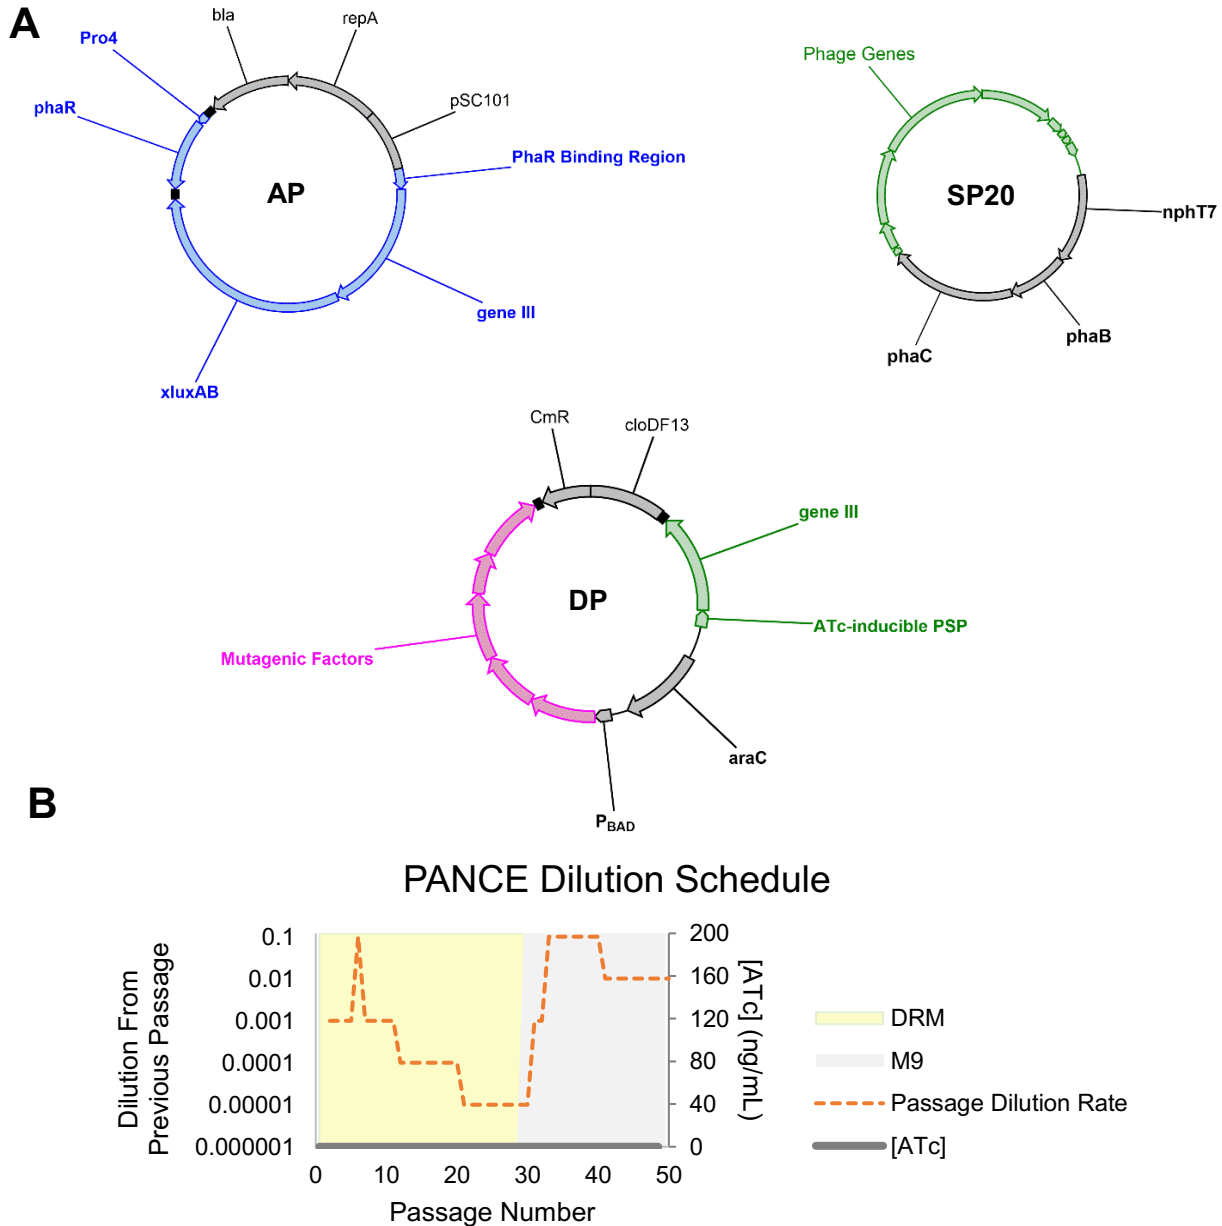 A
bla
repA
Pro4
phaR
pSC101
PhaR Binding Region
AP
gene III
xluxAB
Phage Genes
SP20
nphT7
phaB
phaC
CmR
cloDF13
gene III
DP
ATc-inducible PSP
Mutagenic Factors
araC
PBAD
B
PANCE Dilution Schedule
Dilution From
Previous Passage
0.1
0.01
0.001
0.0001
0.00001
0.000001
200
160
120
80
40
0
[ATc] (ng/mL)
0 10 20 30 40 50
Passage Number
DRM
M9
Passage Dilution Rate
[ATc]